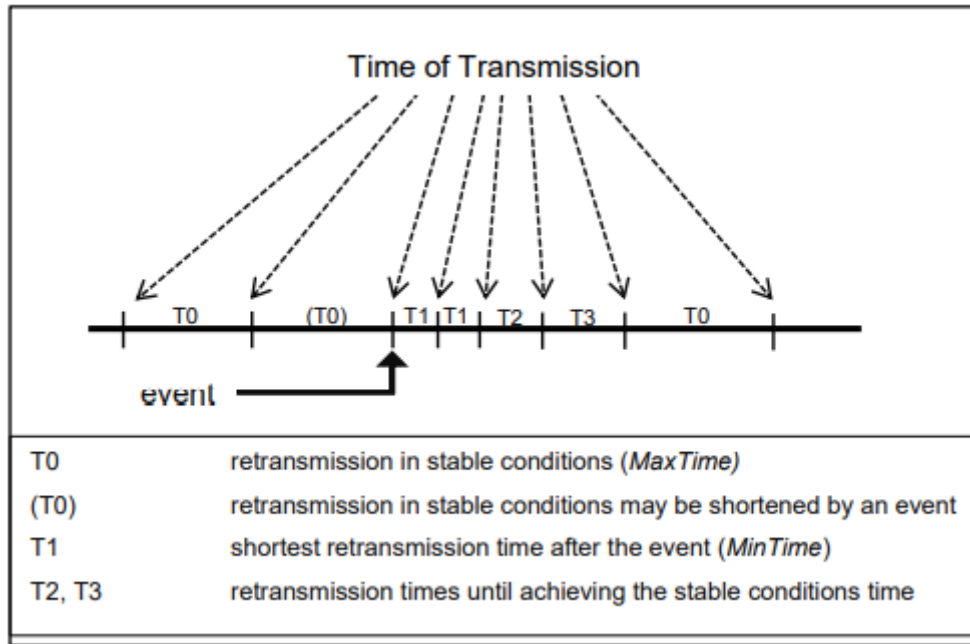 Time of Transmission
T0 (T0) T1 T1 T2 T3 T0
event
T0 retransmission in stable conditions (MaxTime)
(T0) retransmission in stable conditions may be shortened by an event
T1 shortest retransmission time after the event (MinTime)
T2, T3 retransmission times until achieving the stable conditions time